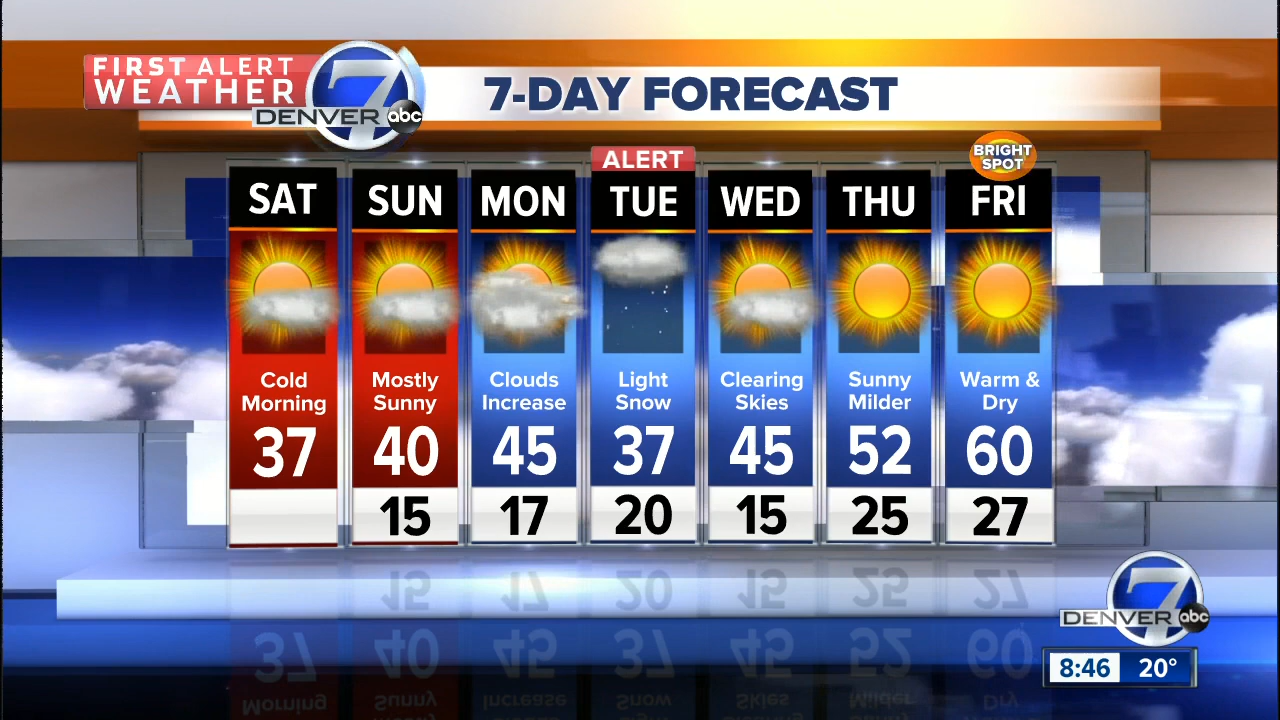 FIRST ALERT
WEATHER
7
DENVER abc
7-DAY FORECAST
ALERT
BRIGHT
SPOT
SAT SUN MON TUE WED THU FRI
Cold Mostly Clouds Light Clearing Sunny Warm &
Morning Sunny Increase Snow Skies Milder Dry
37 40 45 37 45 52 60
15 17 20 15 25 27
7
DENVER abc
8:46 20°